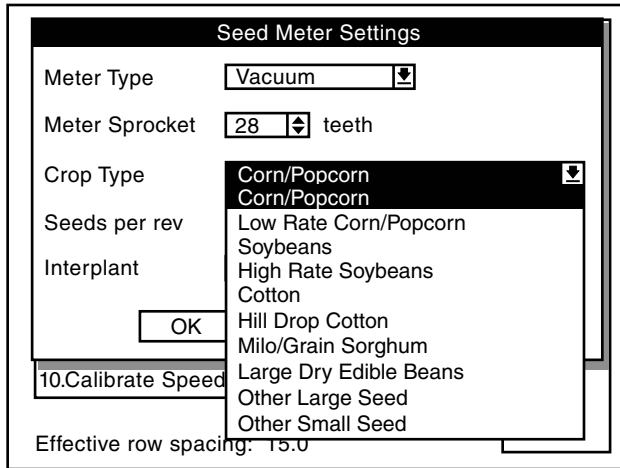 Seed Meter Settings
Meter Type Vacuum
Meter Sprocket 28 teeth
Crop Type Corn/Popcorn
Corn/Popcorn
Seeds per rev Low Rate Corn/Popcorn
Soybeans
Interplant High Rate Soybeans
Cotton
OK Hill Drop Cotton
Milo/Grain Sorghum
10.Calibrate Speed Large Dry Edible Beans
Other Large Seed
Other Small Seed
Effective row spacing: 15.0